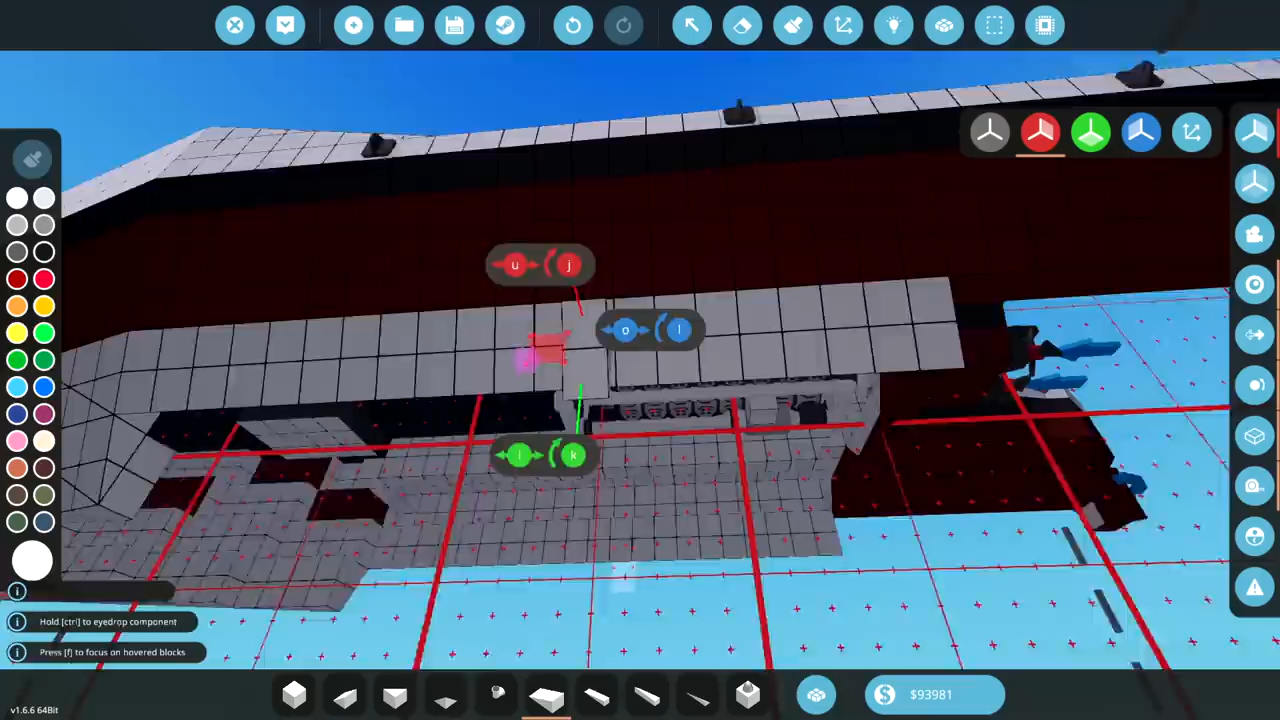 u j
o l
i k
Hold [ctrl] to eyedrop component
Press [f] to focus on hovered blocks
$93981
v1.6.6 64Bit